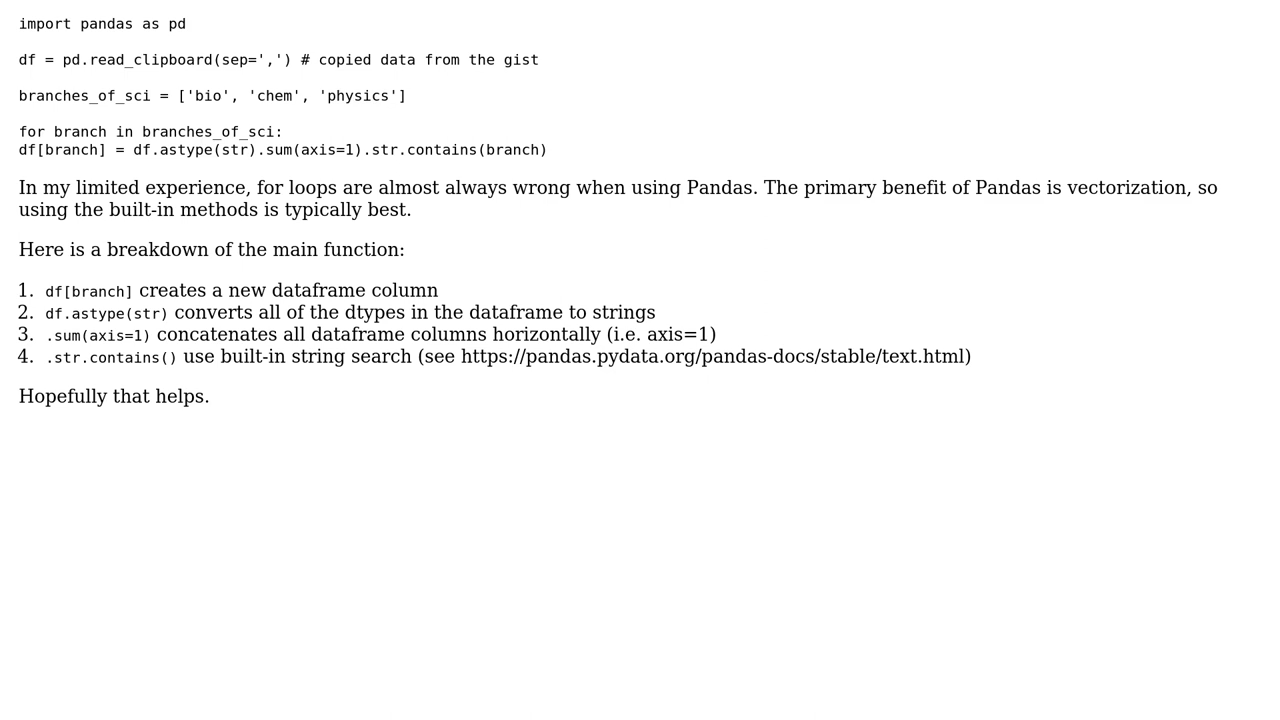 import pandas as pd
df = pd.read_clipboard(sep=',') # copied data from the gist
branches_of_sci = ['bio', 'chem', 'physics']
for branch in branches_of_sci:
df[branch] = df.astype(str).sum(axis=1).str.contains(branch)
In my limited experience, for loops are almost always wrong when using Pandas. The primary benefit of Pandas is vectorization, so
using the built-in methods is typically best.
Here is a breakdown of the main function:
1. df[branch] creates a new dataframe column
2. df.astype(str) converts all of the dtypes in the dataframe to strings
3. .sum(axis=1) concatenates all dataframe columns horizontally (i.e. axis=1)
4. .str.contains() use built-in string search (see https://pandas.pydata.org/pandas-docs/stable/text.html)
Hopefully that helps.